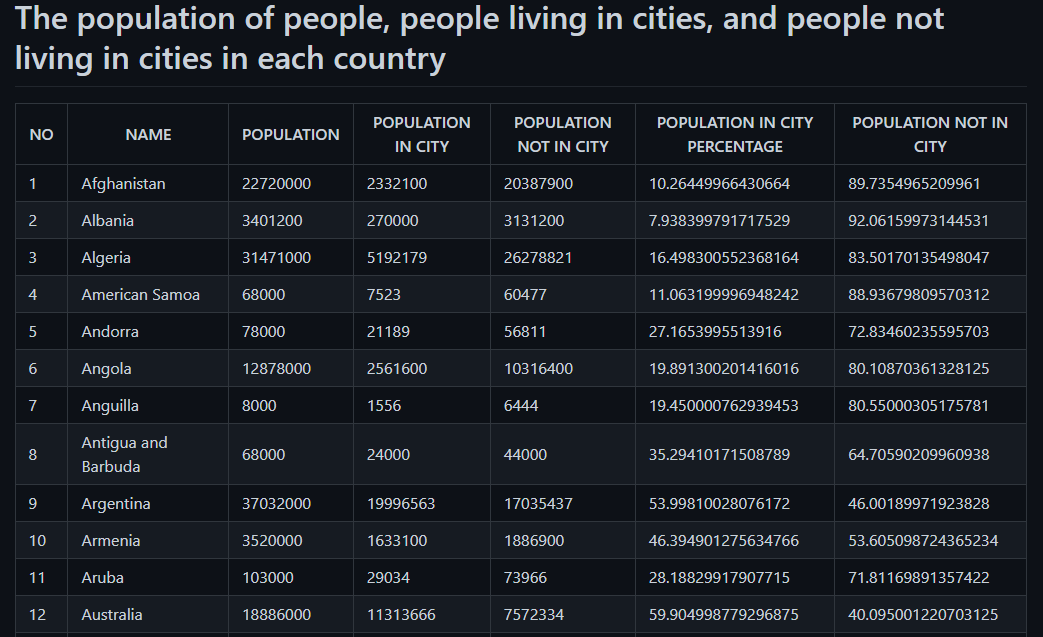 The population of people, people living in cities, and people not
living in cities in each country
NO NAME POPULATION POPULATION IN CITY POPULATION NOT IN CITY POPULATION IN CITY PERCENTAGE POPULATION NOT IN CITY
1 Afghanistan 22720000 2332100 20387900 10.26449966430664 89.7354965209961
2 Albania 3401200 270000 3131200 7.938399791717529 92.06159973144531
3 Algeria 31471000 5192179 26278821 16.498300552368164 83.50170135498047
4 American Samoa 68000 7523 60477 11.063199996948242 88.93679809570312
5 Andorra 78000 21189 56811 27.1653995513916 72.83460235595703
6 Angola 12878000 2561600 10316400 19.891300201416016 80.10870361328125
7 Anguilla 8000 1556 6444 19.450000762939453 80.55000305175781
8 Antigua and Barbuda 68000 24000 44000 35.29410171508789 64.70590209960938
9 Argentina 37032000 19996563 17035437 53.99810028076172 46.00189971923828
10 Armenia 3520000 1633100 1886900 46.394901275634766 53.605098724365234
11 Aruba 103000 29034 73966 28.18829917907715 71.81169891357422
12 Australia 18886000 11313666 7572334 59.904998779296875 40.095001220703125